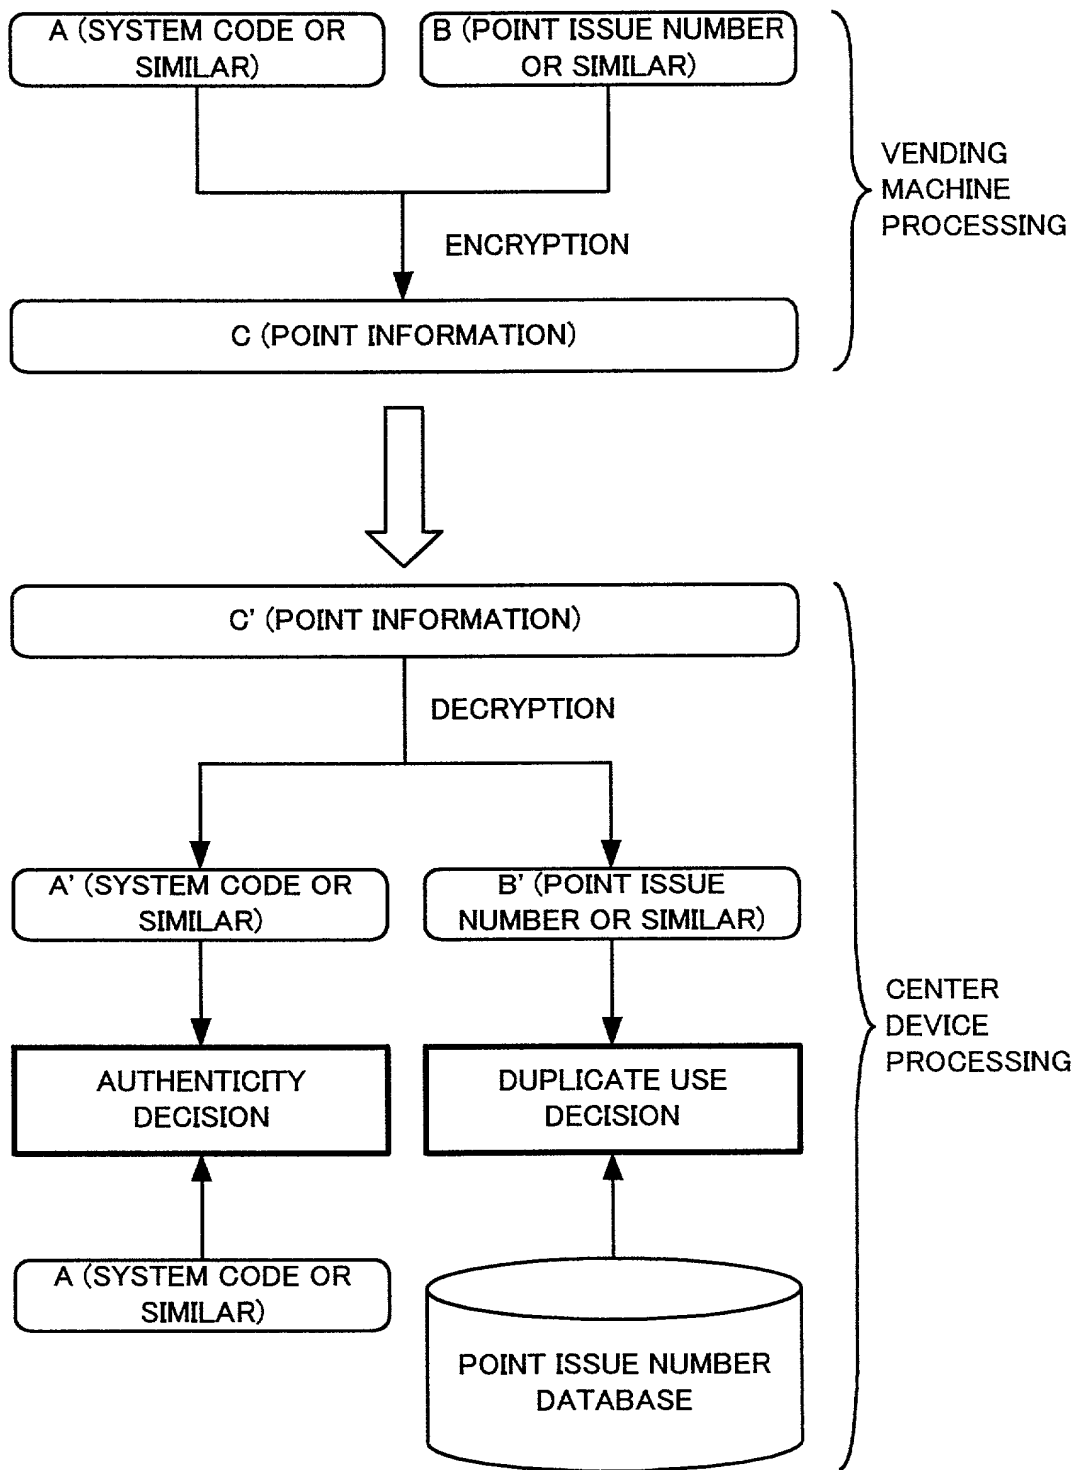 A (SYSTEM CODE OR
SIMILAR)
B (POINT ISSUE NUMBER
OR SIMILAR)
VENDING
MACHINE
PROCESSING
ENCRYPTION
C (POINT INFORMATION)
C' (POINT INFORMATION)
DECRYPTION
A' (SYSTEM CODE OR
SIMILAR)
B' (POINT ISSUE
NUMBER OR SIMILAR)
CENTER
DEVICE
PROCESSING
AUTHENTICITY
DECISION
DUPLICATE USE
DECISION
A (SYSTEM CODE OR
SIMILAR)
POINT ISSUE NUMBER
DATABASE